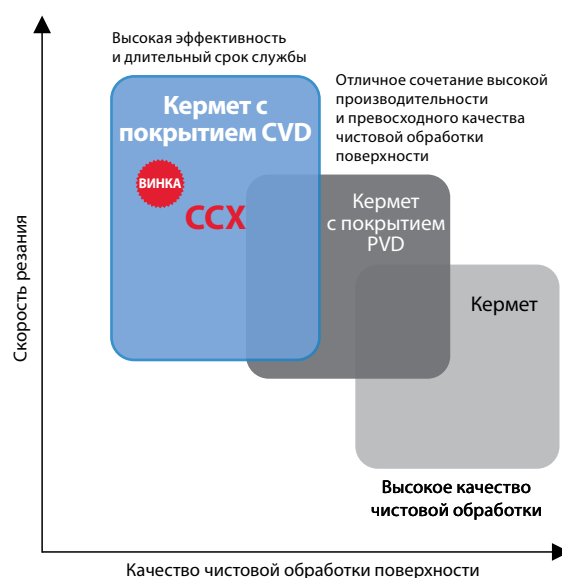 Высокая эффективность
и длительный срок службы
Кермет с
покрытием CVD
ВИНКА
CCX
Отличное сочетание высокой
производительности
и превосходного качества
чистовой обработки
поверхности
Кермет
с покрытием
PVD
Кермет
Высокое качество
чистовой обработки
Скорость резания
Качество чистовой обработки поверхности